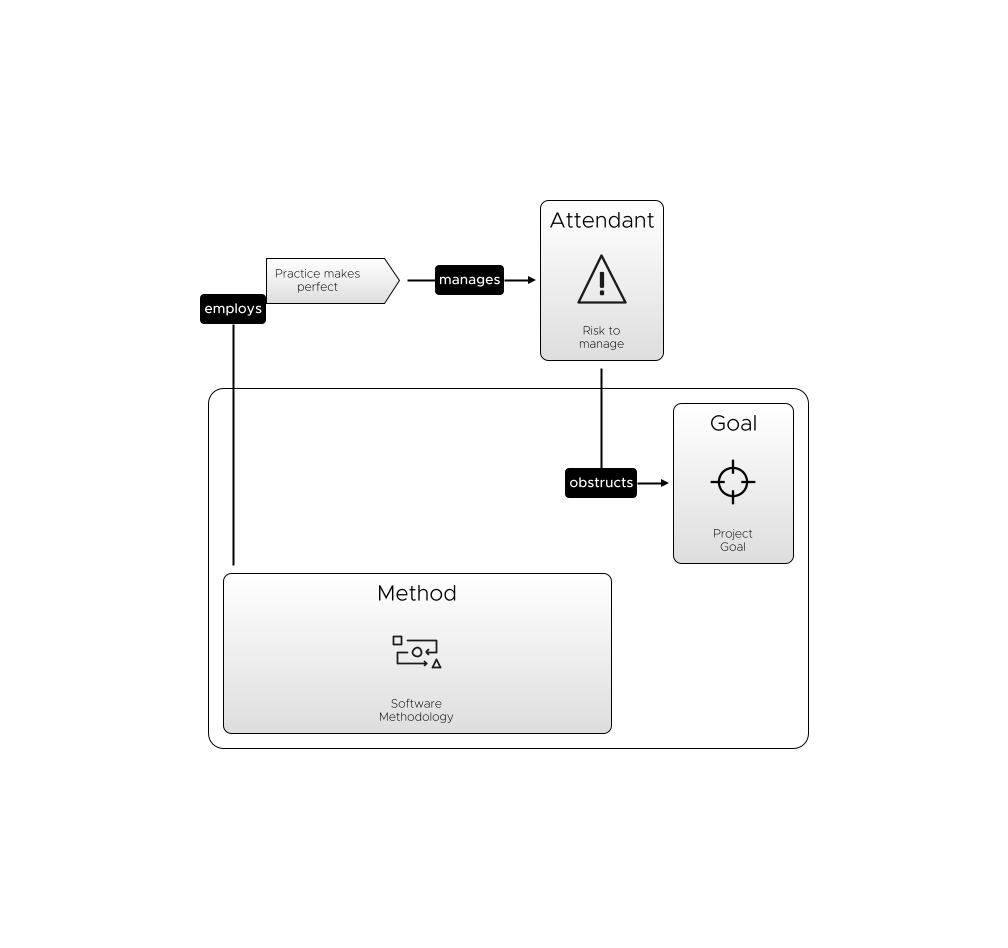 Attendant
Practice makes
perfect
manages
employs
Risk to
manage
Goal
obstructs
Project
Goal
Method
Software
Methodology